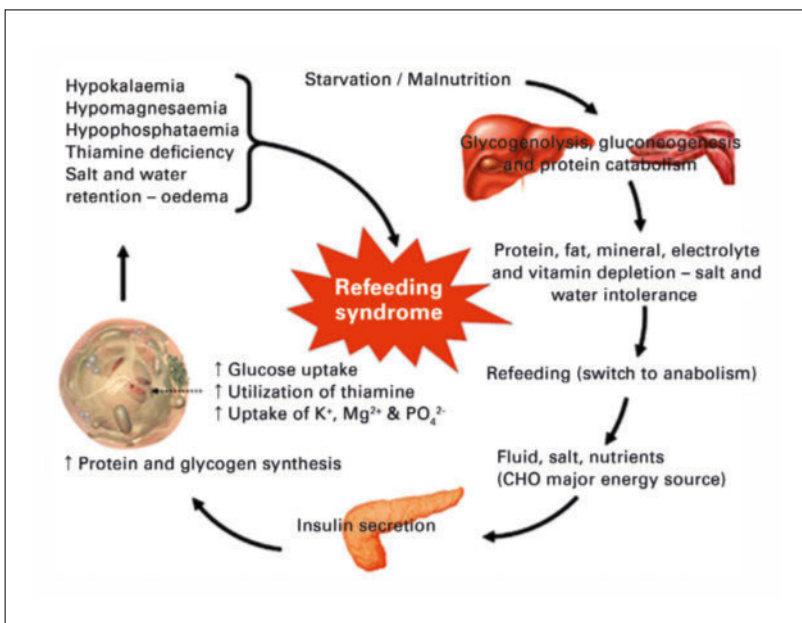 Starvation / Malnutrition
Glycogenolysis, gluconeogenesis
and protein catabolism
Protein, fat, mineral, electrolyte
and vitamin depletion – salt and
water intolerance
Refeeding (switch to anabolism)
Fluid, salt, nutrients
(CHO major energy source)
Insulin secretion
↑ Protein and glycogen synthesis
↑ Glucose uptake
↑ Utilization of thiamine
↑ Uptake of K⁺, Mg²⁺ & PO₄²⁻
Hypokalaemia
Hypomagnesaemia
Hypophosphataemia
Thiamine deficiency
Salt and water
retention – oedema
Refeeding
syndrome